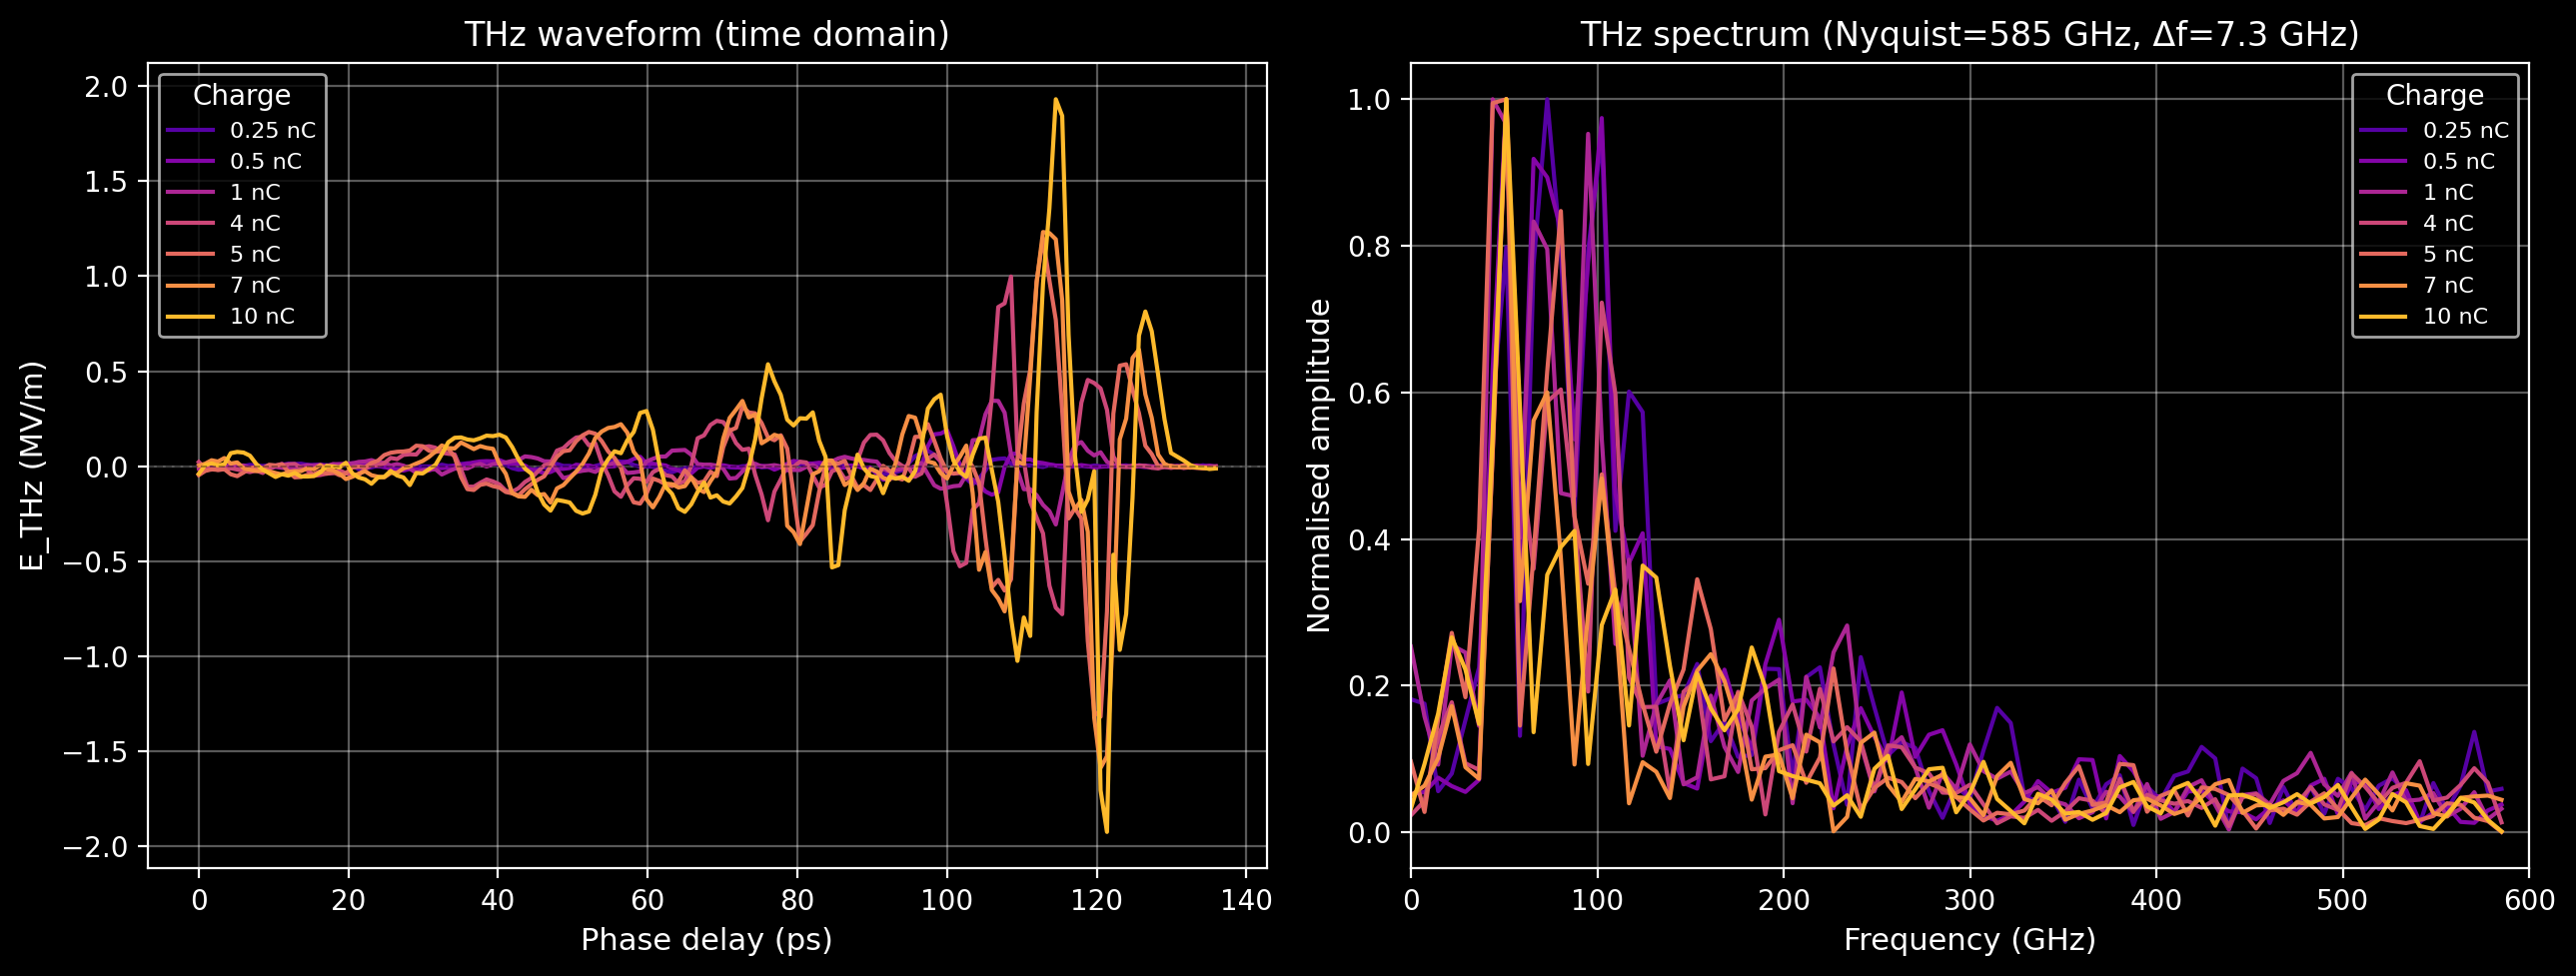 THz waveform (time domain)
E_THz (MV/m)
2.0
1.5
1.0
0.5
0.0
−0.5
−1.0
−1.5
−2.0
Charge
0.25 nC
0.5 nC
1 nC
4 nC
5 nC
7 nC
10 nC
0 20 40 60 80 100 120 140
Phase delay (ps)
THz spectrum (Nyquist=585 GHz, Δf=7.3 GHz)
Normalised amplitude
1.0
0.8
0.6
0.4
0.2
0.0
Charge
0.25 nC
0.5 nC
1 nC
4 nC
5 nC
7 nC
10 nC
0 100 200 300 400 500 600
Frequency (GHz)